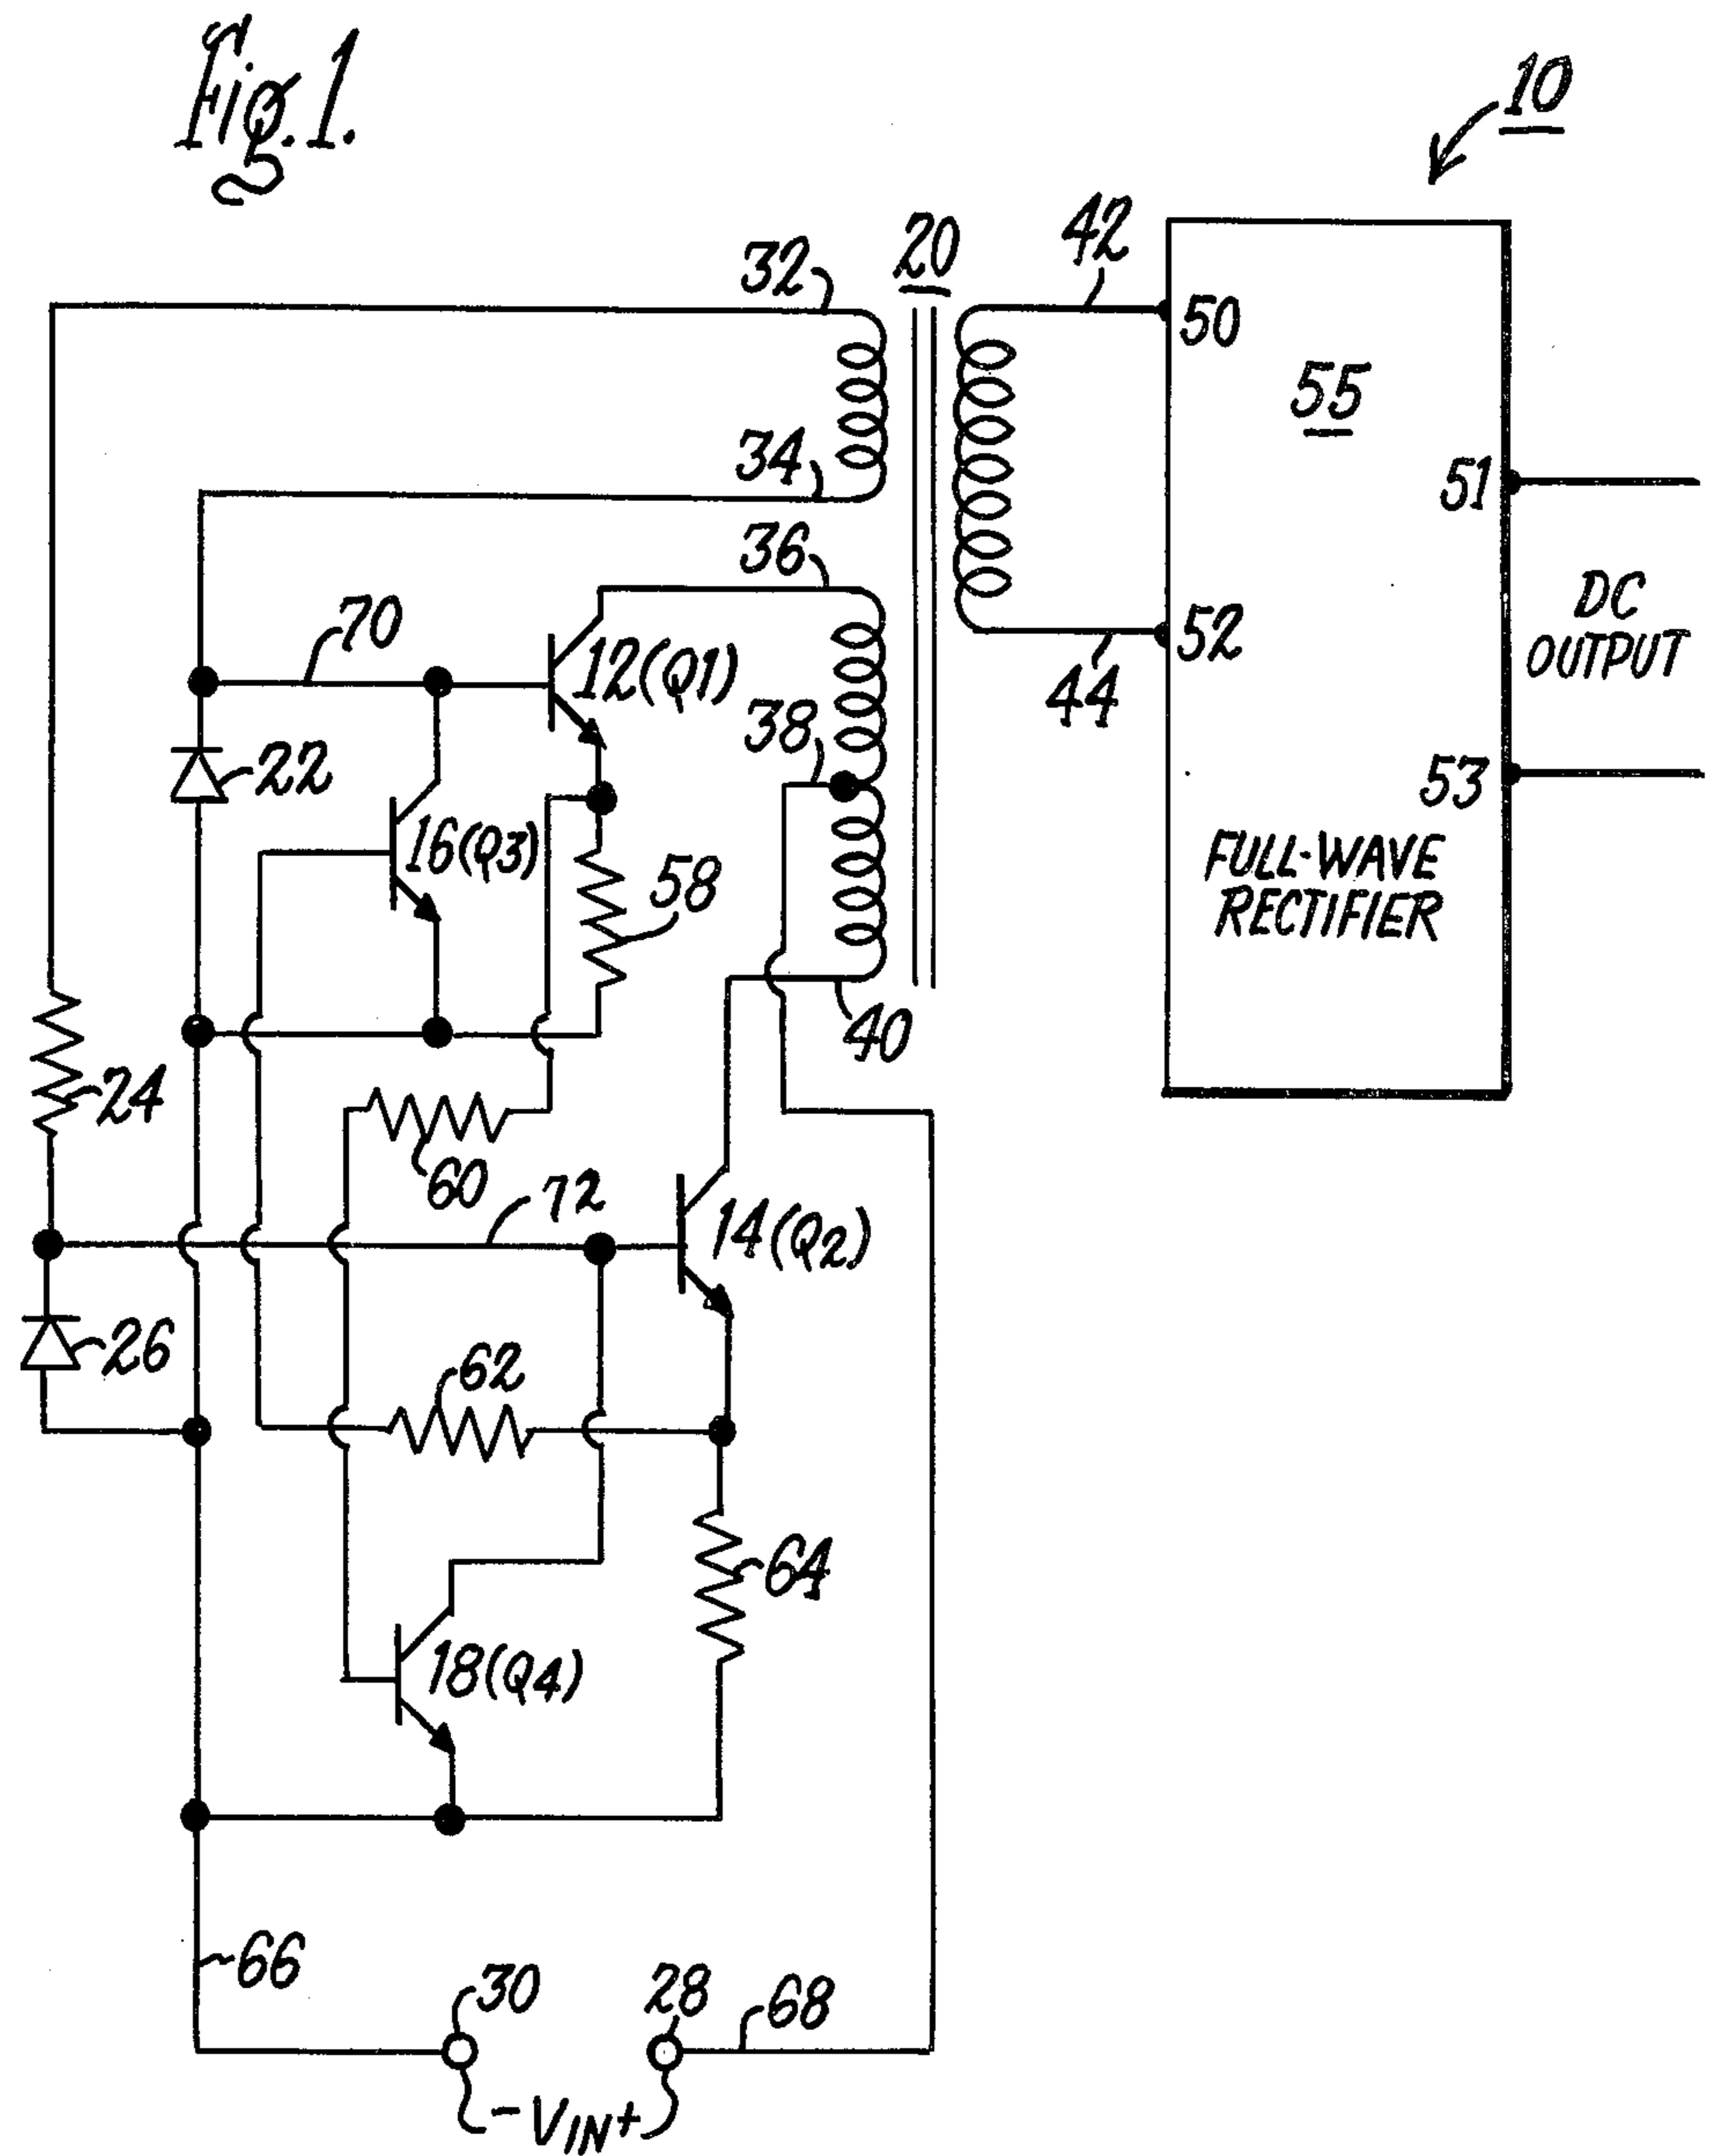 Fig. 1.
10
20
42
32
50
55
34
51
36
DC
OUTPUT
70
52
12(Q1)
44
38
22
53
16(Q3)
58
FULL-WAVE
RECTIFIER
40
24
60
72
14(Q2)
26
62
64
18(Q4)
66
30
28
68
-VIN+